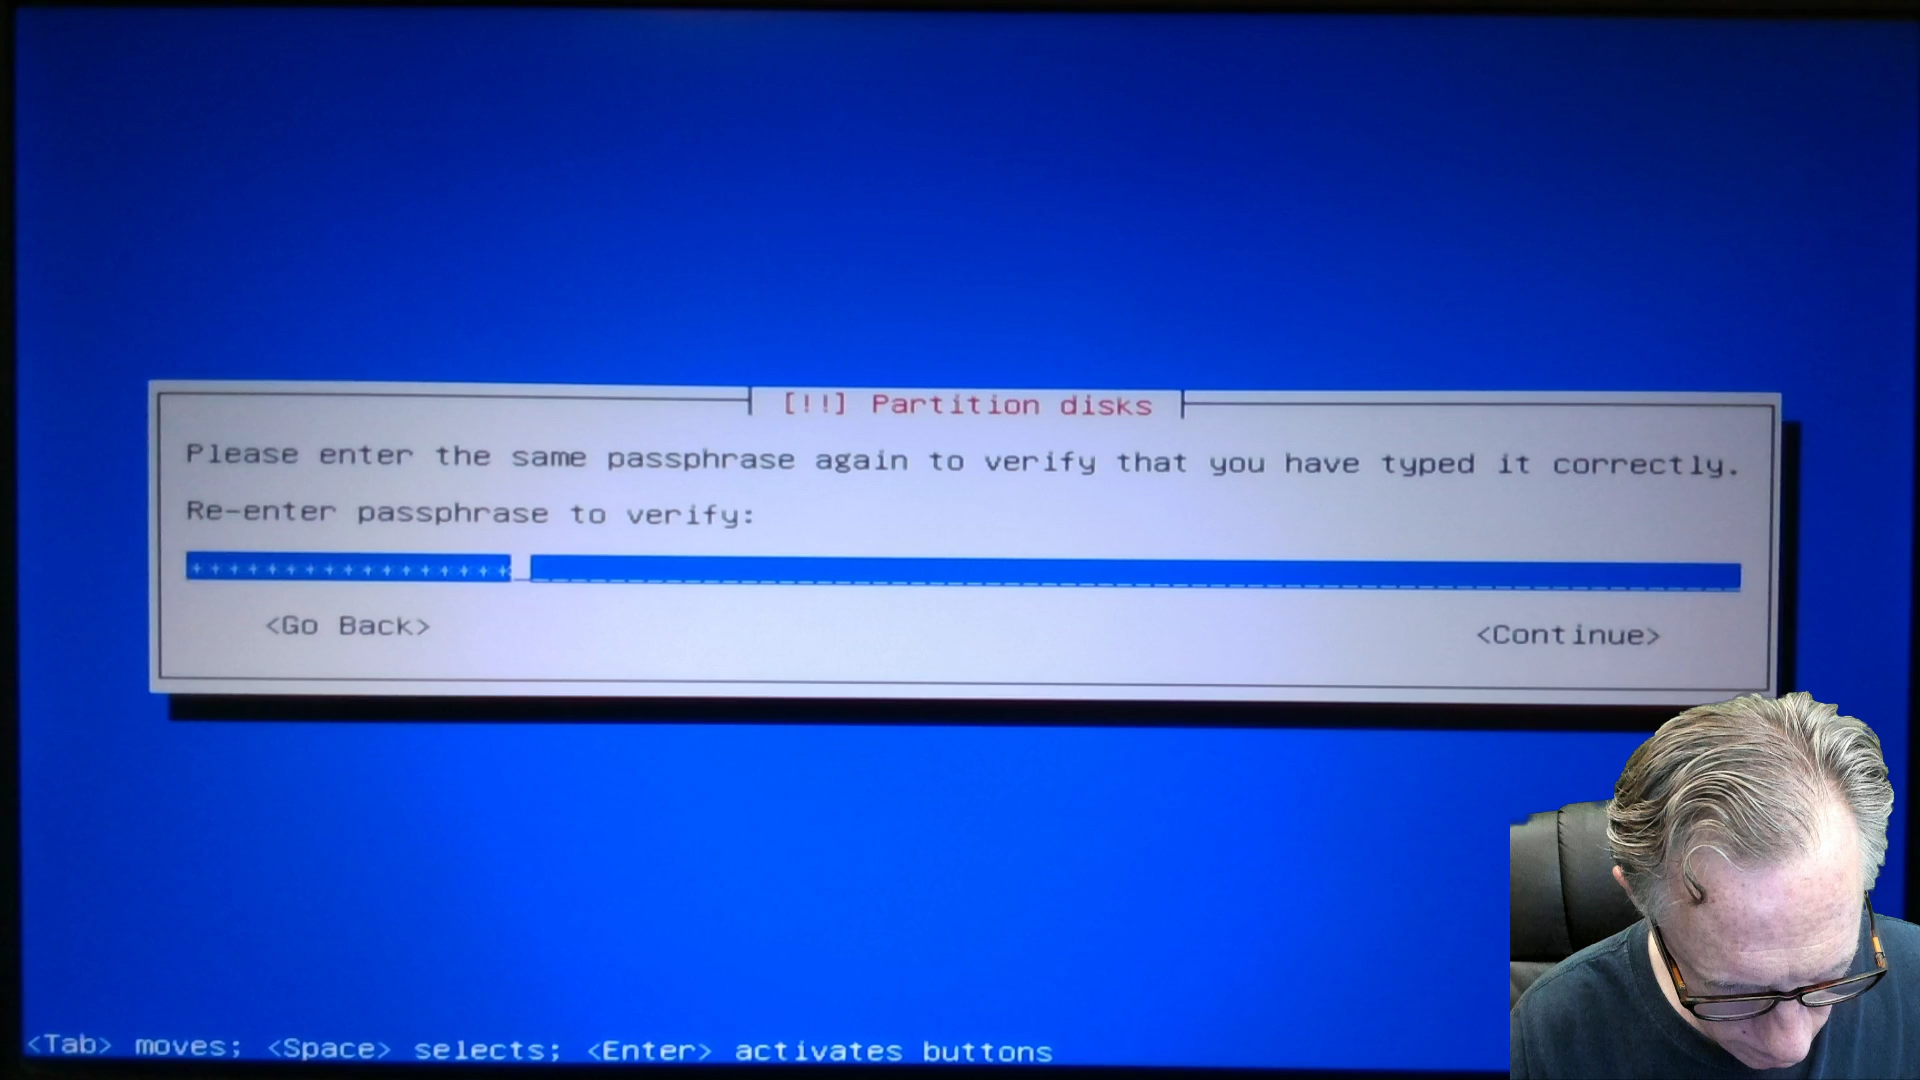 [!!] Partition disks
Please enter the same passphrase again to verify that you have typed it correctly.
Re-enter passphrase to verify:
*****************
<Go Back>
<Continue>
<Tab> moves; <Space> selects; <Enter> activates buttons